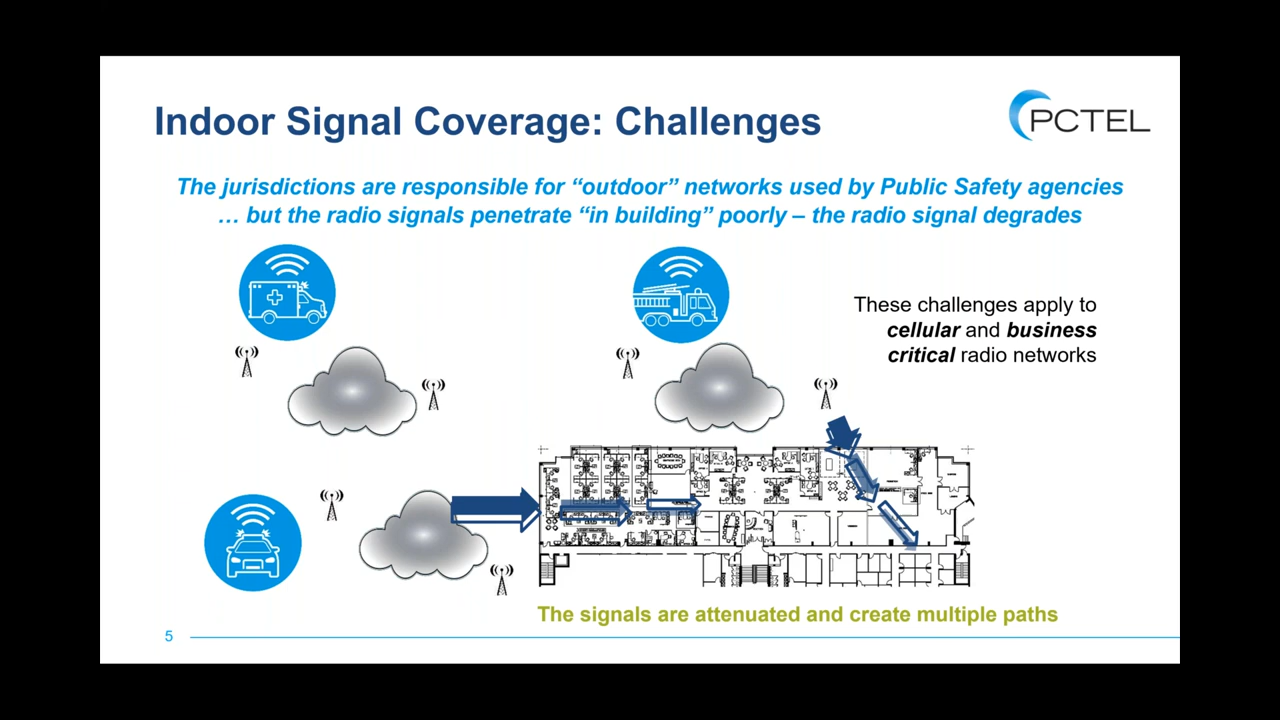 Indoor Signal Coverage: Challenges
PCTEL
The jurisdictions are responsible for “outdoor” networks used by Public Safety agencies
… but the radio signals penetrate “in building” poorly – the radio signal degrades
These challenges apply to
cellular and business
critical radio networks
The signals are attenuated and create multiple paths
5